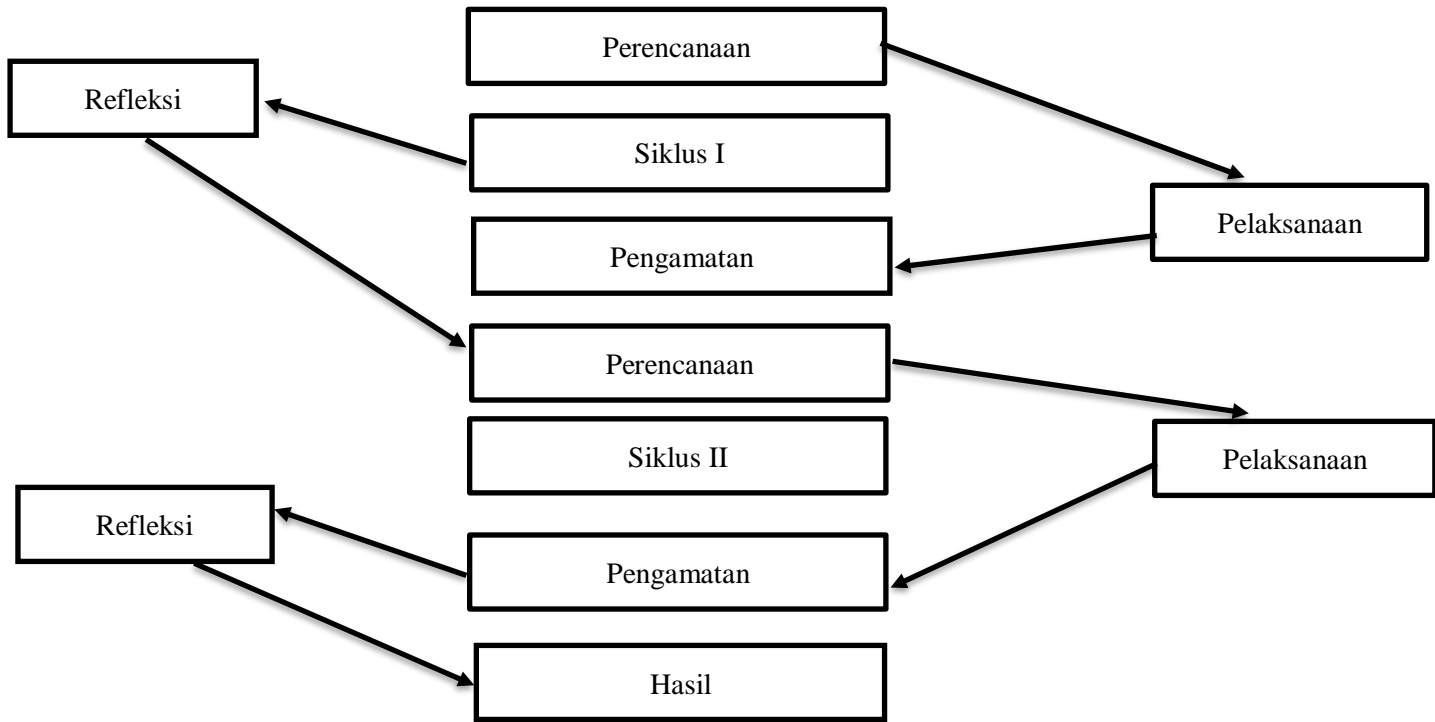 Perencanaan
Refleksi
Siklus I
Pelaksanaan
Pengamatan
Perencanaan
Siklus II
Pelaksanaan
Refleksi
Pengamatan
Hasil